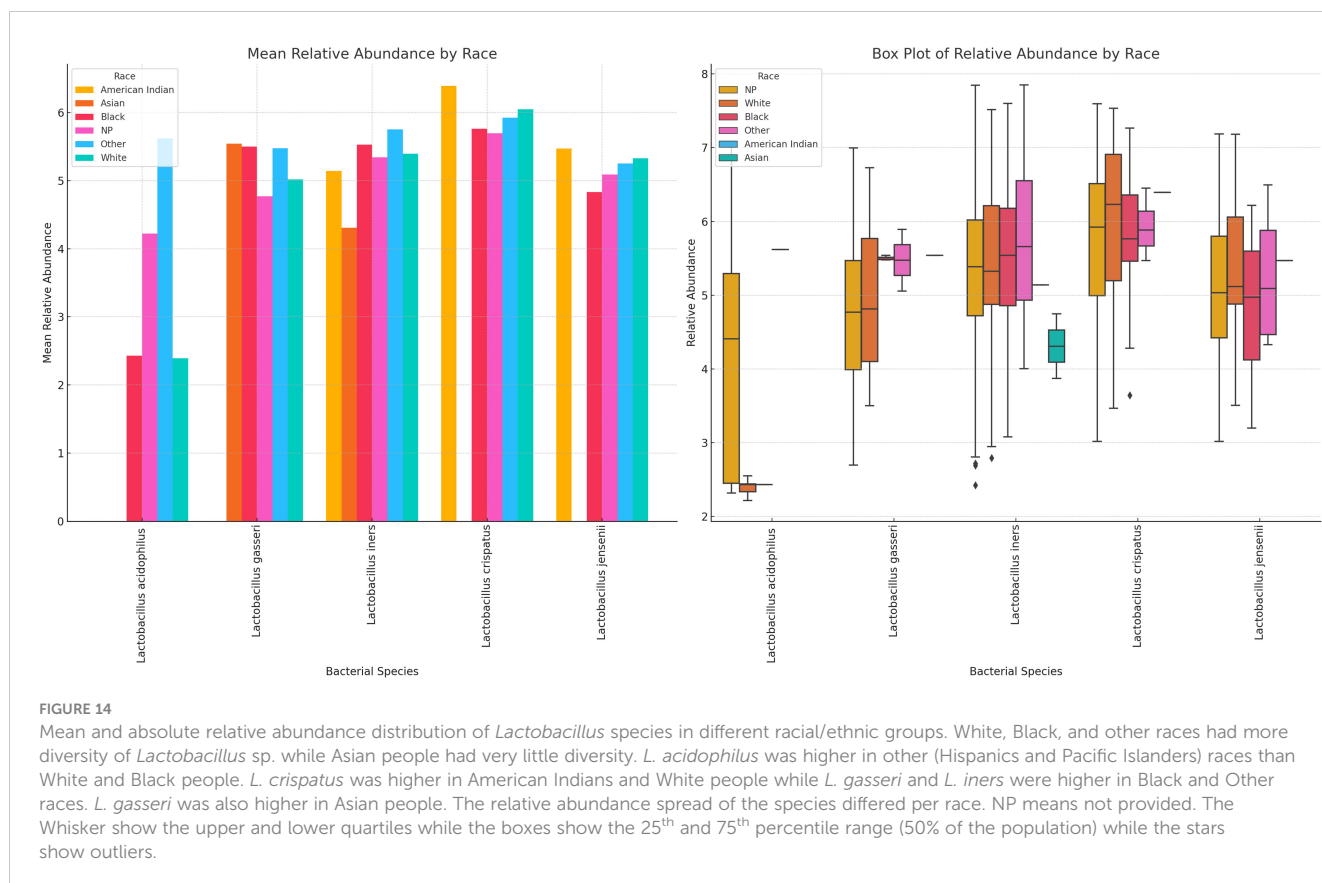 Mean Relative Abundance by Race
Race
American Indian
Asian
Black
NP
Other
White
Mean Relative Abundance
6
5
4
3
2
1
0
Lactobacillus acidophilus
Lactobacillus gasseri
Lactobacillus iners
Lactobacillus crispatus
Lactobacillus jensenii
Bacterial Species
Box Plot of Relative Abundance by Race
Race
NP
White
Black
Other
American Indian
Asian
Relative Abundance
8
7
6
5
4
3
2
Lactobacillus acidophilus
Lactobacillus gasseri
Lactobacillus iners
Lactobacillus crispatus
Lactobacillus jensenii
Bacterial Species
FIGURE 14
Mean and absolute relative abundance distribution of Lactobacillus species in different racial/ethnic groups. White, Black, and other races had more
diversity of Lactobacillus sp. while Asian people had very little diversity. L. acidophilus was higher in other (Hispanics and Pacific Islanders) races than
White and Black people. L. crispatus was higher in American Indians and White people while L. gasseri and L. iners were higher in Black and Other
races. L. gasseri was also higher in Asian people. The relative abundance spread of the species differed per race. NP means not provided. The
Whisker show the upper and lower quartiles while the boxes show the 25th and 75th percentile range (50% of the population) while the stars
show outliers.